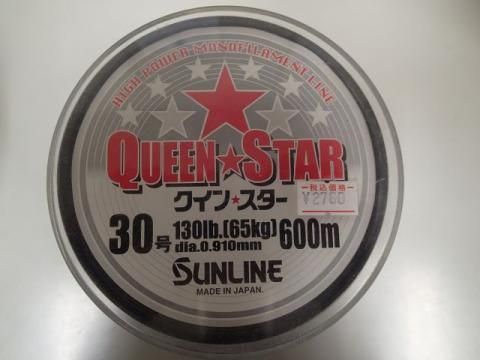 HIGH POWER MONOFILAMENT LINE
QUEEN★STAR
クイン★スター
税込価格
¥2760
30号 130lb.(65kg) 600m
dia.0.910mm
SUNLINE
MADE IN JAPAN.